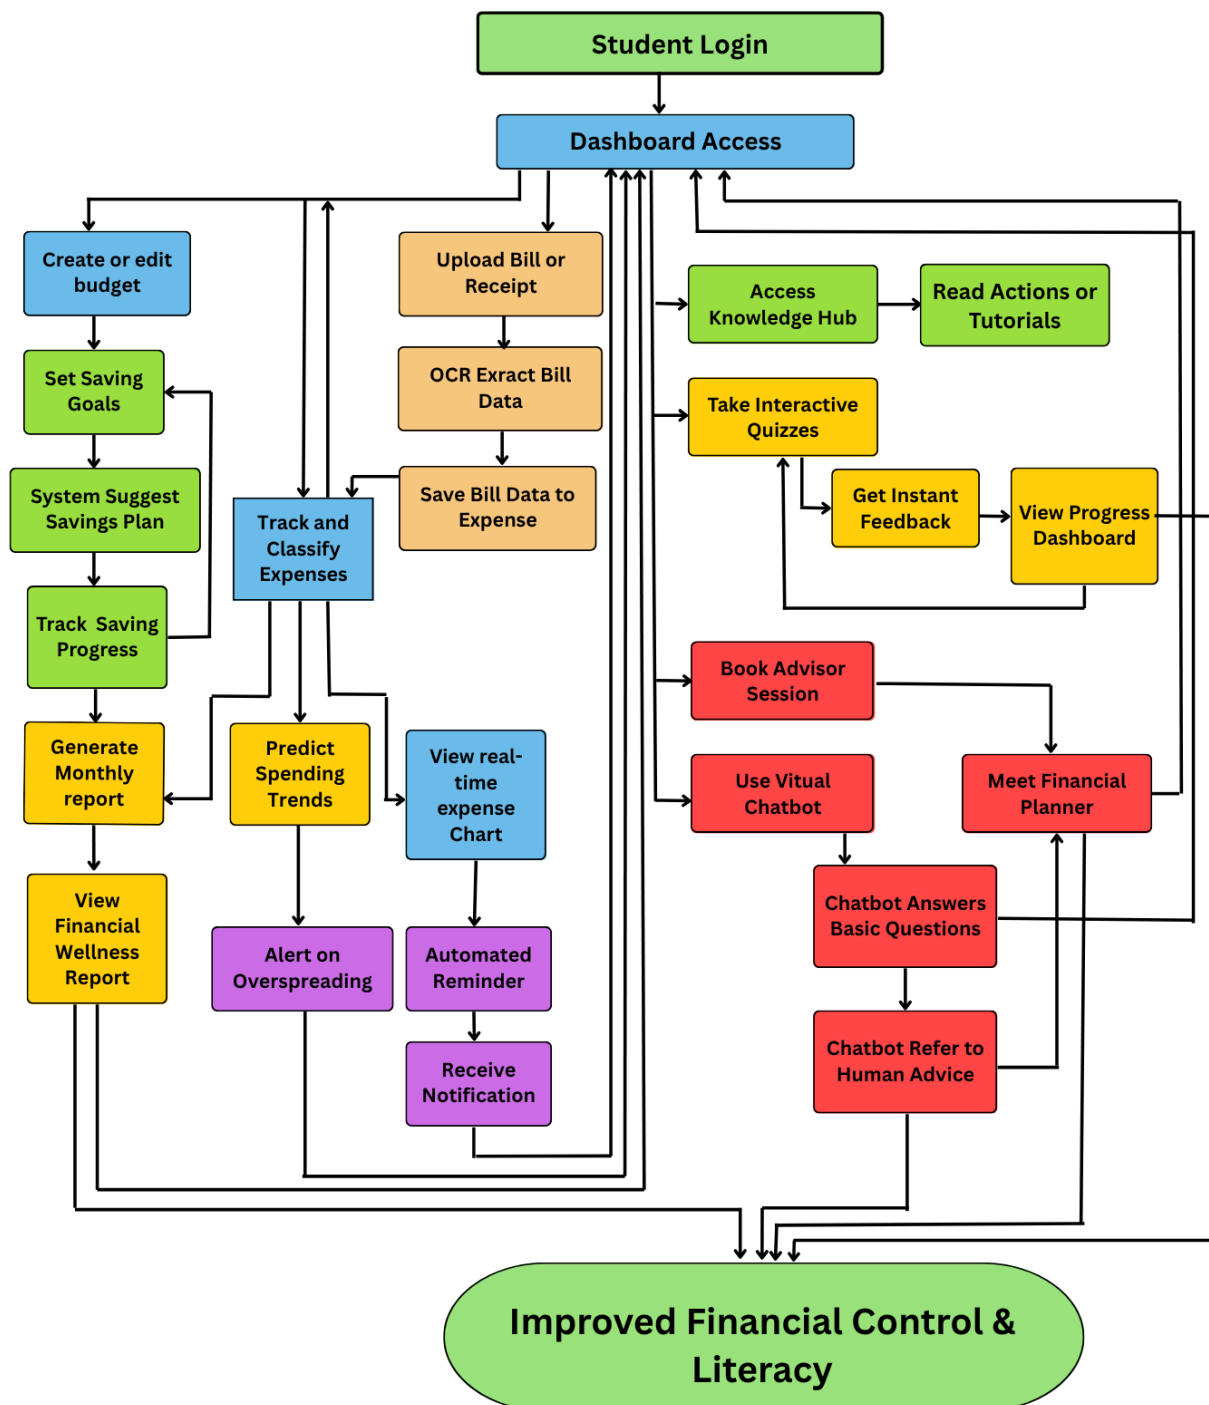 Student Login
Dashboard Access
Create or edit
budget
Set Saving
Goals
System Suggest
Savings Plan
Track Saving
Progress
Generate
Monthly
report
View
Financial
Wellness
Report
Upload Bill or
Receipt
OCR Exract Bill
Data
Save Bill Data to
Expense
Track and
Classify
Expenses
Predict
Spending
Trends
View real-
time
expense
Chart
Alert on
Overspreading
Automated
Reminder
Receive
Notification
Access
Knowledge Hub
Read Actions or
Tutorials
Take Interactive
Quizzes
Get Instant
Feedback
View Progress
Dashboard
Book Advisor
Session
Use Vitual
Chatbot
Meet Financial
Planner
Chatbot Answers
Basic Questions
Chatbot Refer to
Human Advice
Improved Financial Control &
Literacy